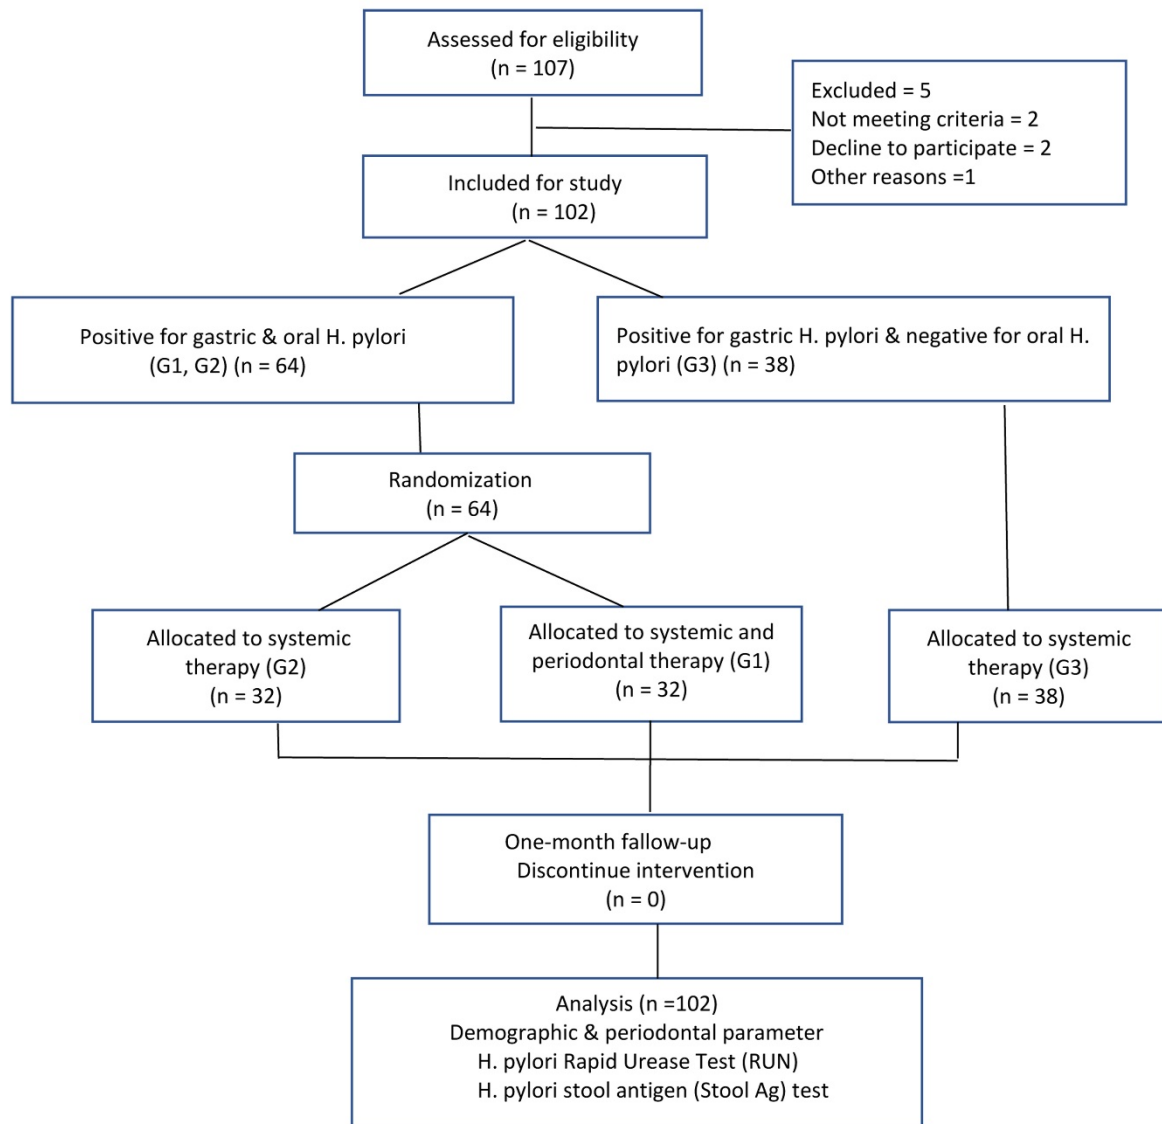 Assessed for eligibility
(n = 107)
Excluded = 5
Not meeting criteria = 2
Decline to participate = 2
Other reasons =1
Included for study
(n = 102)
Positive for gastric & oral H. pylori
(G1, G2) (n = 64)
Positive for gastric H. pylori & negative for oral H.
pylori (G3) (n = 38)
Randomization
(n = 64)
Allocated to systemic
therapy (G2)
(n = 32)
Allocated to systemic and
periodontal therapy (G1)
(n = 32)
Allocated to systemic
therapy (G3)
(n = 38)
One-month fallow-up
Discontinue intervention
(n = 0)
Analysis (n =102)
Demographic & periodontal parameter
H. pylori Rapid Urease Test (RUN)
H. pylori stool antigen (Stool Ag) test